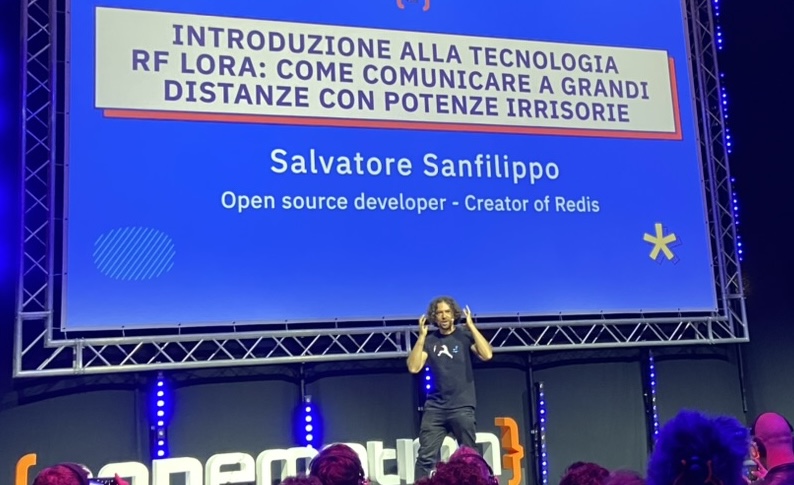 INTRODUZIONE ALLA TECNOLOGIA
RF LORA: COME COMUNICARE A GRANDI
DISTANZE CON POTENZE IRRISORIE
Salvatore Sanfilippo
Open source developer - Creator of Redis